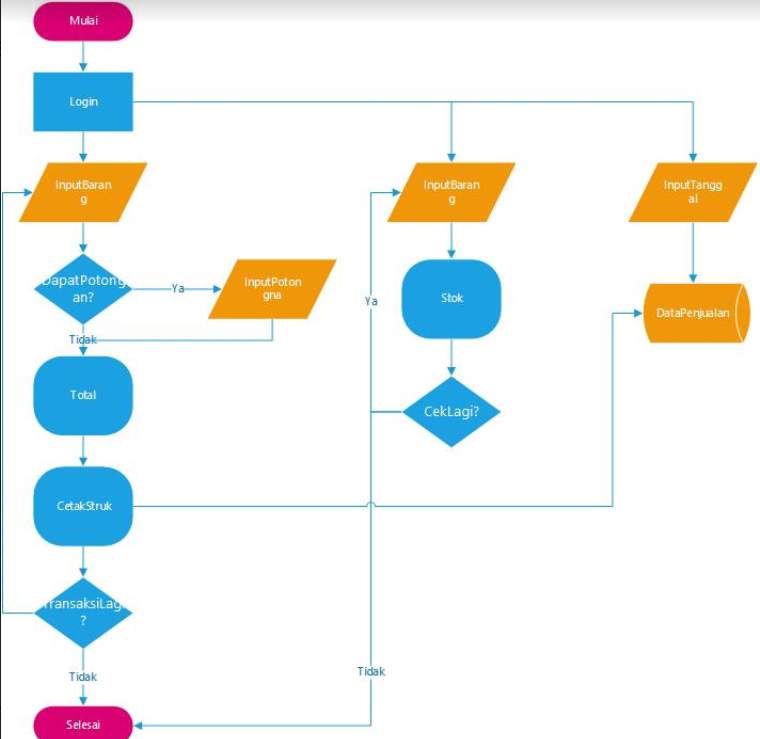 Mulai
Login
InputBaran
g
InputBaran
g
InputTangg
al
DapatPotong
an?
Ya
InputPoton
gna
Ya
Stok
DataPenjualan
Tidak
Total
CekLagi?
CetakStruk
TransaksiLagi
?
Tidak
Tidak
Selesai